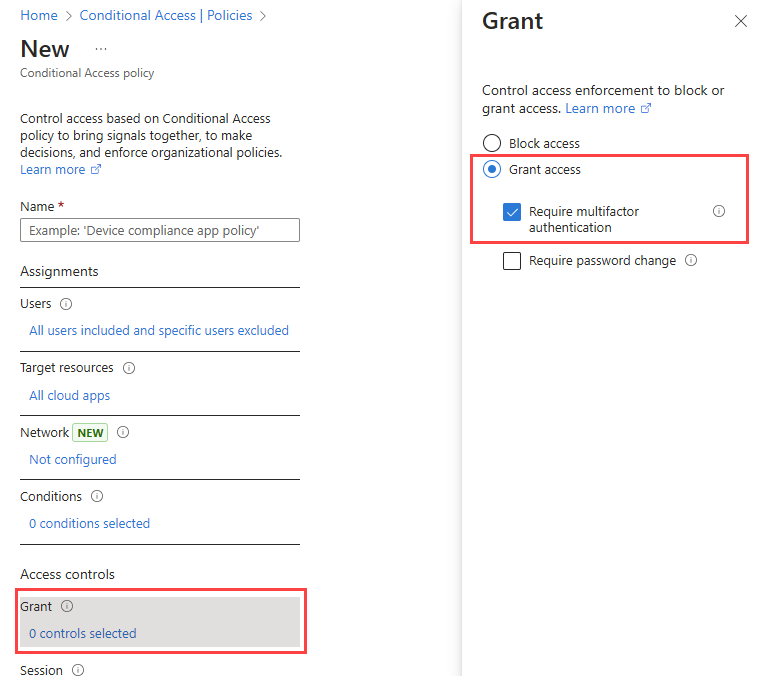 Home > Conditional Access | Policies >
New ...
Conditional Access policy
Control access based on Conditional Access
policy to bring signals together, to make
decisions, and enforce organizational policies.
Learn more
Name *
Example: 'Device compliance app policy'
Assignments
Users
All users included and specific users excluded
Target resources
All cloud apps
Network NEW
Not configured
Conditions
0 conditions selected
Access controls
Grant
0 controls selected
Session
Grant
Control access enforcement to block or
grant access. Learn more
Block access
Grant access
Require multifactor
authentication
Require password change